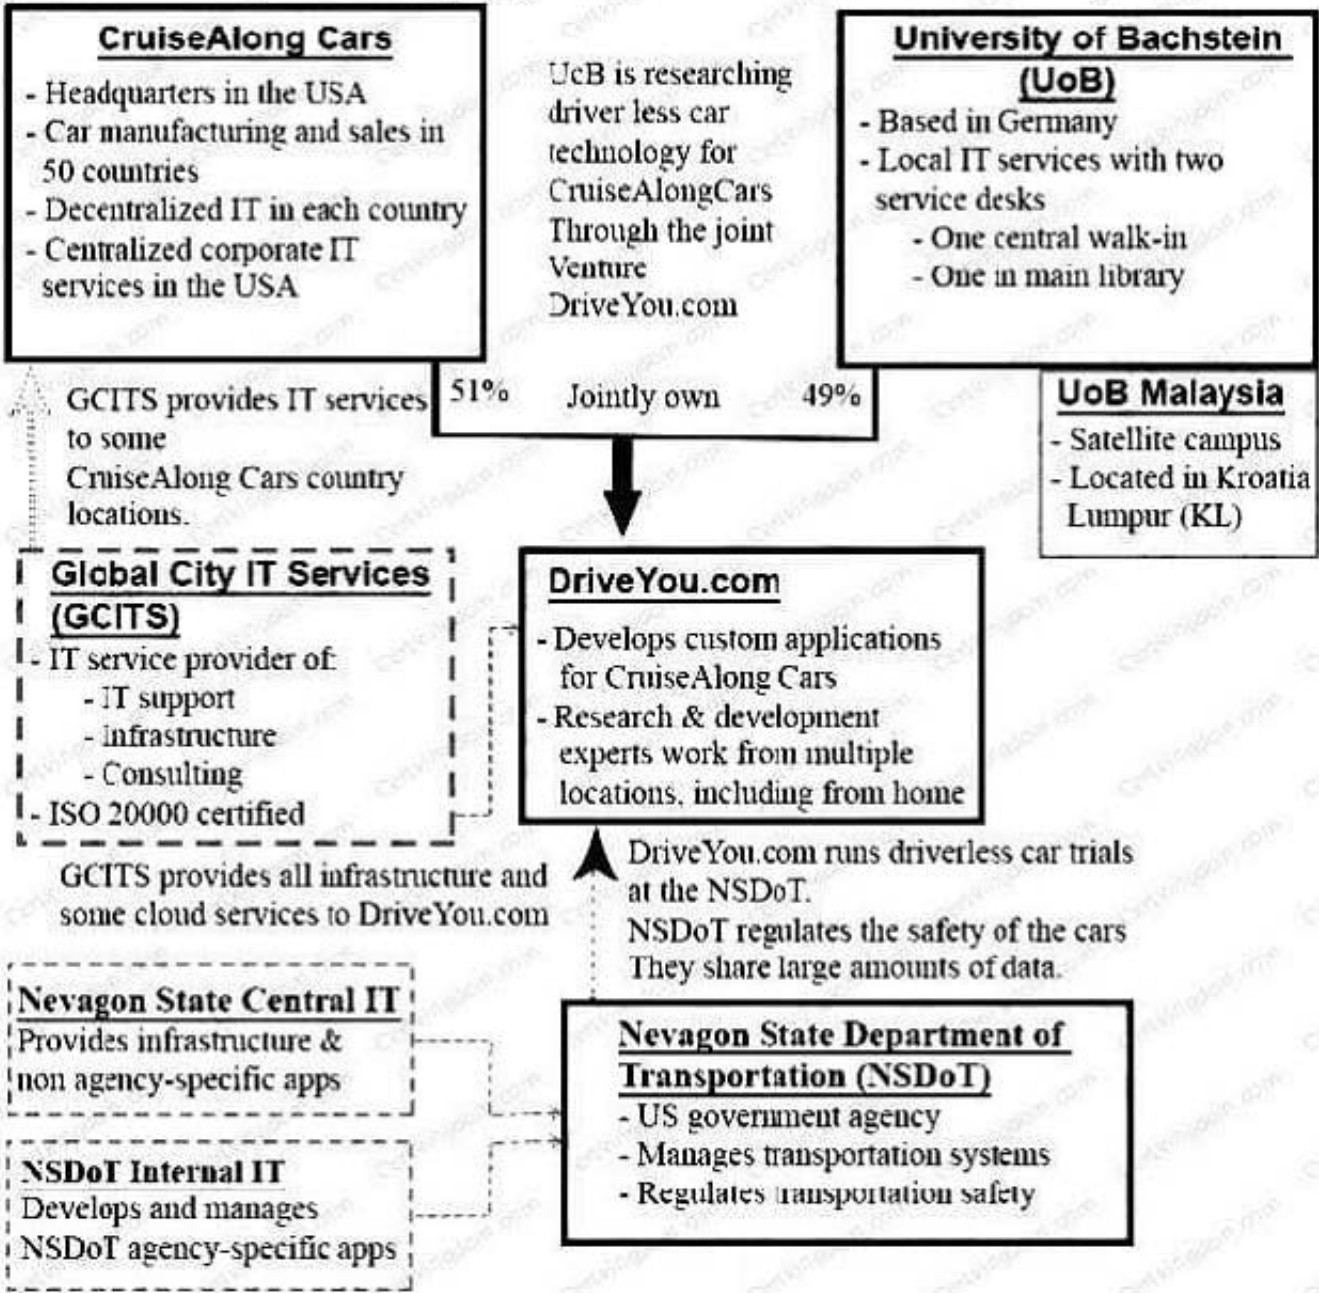 CruiseAlong Cars
- Headquarters in the USA
- Car manufacturing and sales in
50 countries
- Decentralized IT in each country
- Centralized corporate IT
services in the USA
UcB is researching
driver less car
technology for
CruiseAlongCars
Through the joint
Venture
DriveYou.com
University of Bachstein
(UoB)
- Based in Germany
- Local IT services with two
service desks
- One central walk-in
- One in main library
51% Jointly own 49%
UoB Malaysia
- Satellite campus
- Located in Kroatia
Lumpur (KL)
GCITS provides IT services
to some
CruiseAlong Cars country
locations.
Global City IT Services
(GCITS)
- IT service provider of:
- IT support
- Infrastructure
- Consulting
- ISO 20000 certified
DriveYou.com
- Develops custom applications
for CruiseAlong Cars
- Research & development
experts work from multiple
locations, including from home
GCITS provides all infrastructure and
some cloud services to DriveYou.com
DriveYou.com runs driverless car trials
at the NSDoT.
NSDoT regulates the safety of the cars
They share large amounts of data.
Nevagon State Central IT
Provides infrastructure &
non agency-specific apps
NSDoT Internal IT
Develops and manages
NSDoT agency-specific apps
Nevagon State Department of
Transportation (NSDoT)
- US government agency
- Manages transportation systems
- Regulates transportation safety